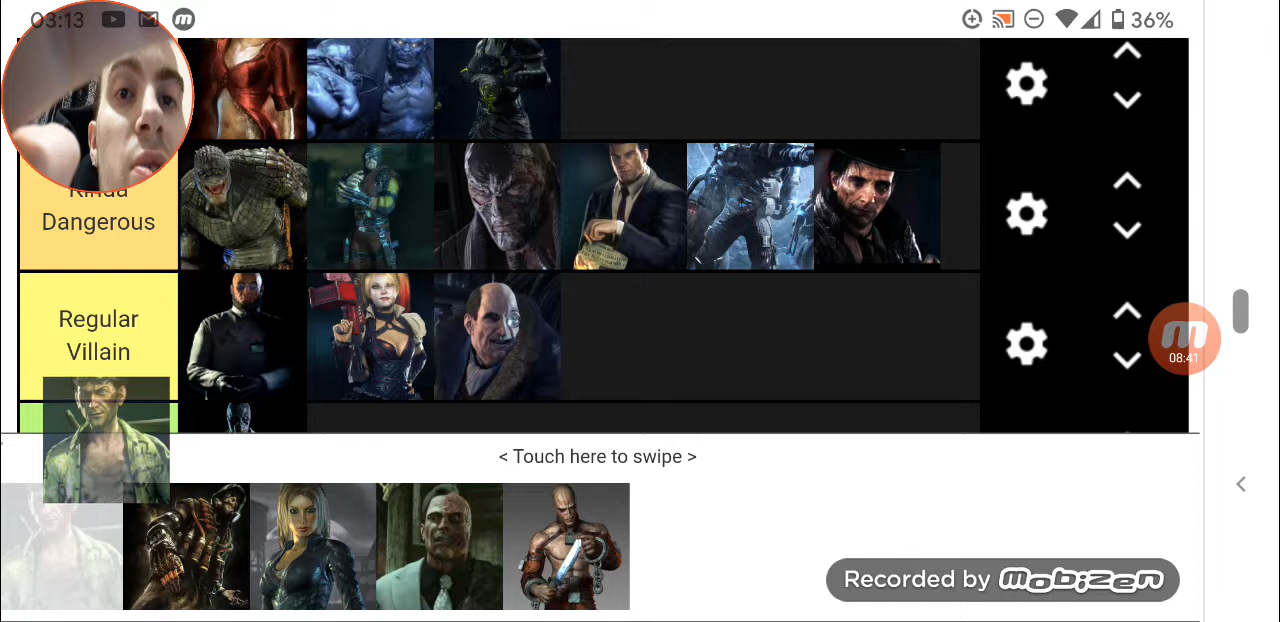 03:13
36%
Kinda
Dangerous
Regular
Villain
08:41
< Touch here to swipe >
Recorded by mobizen